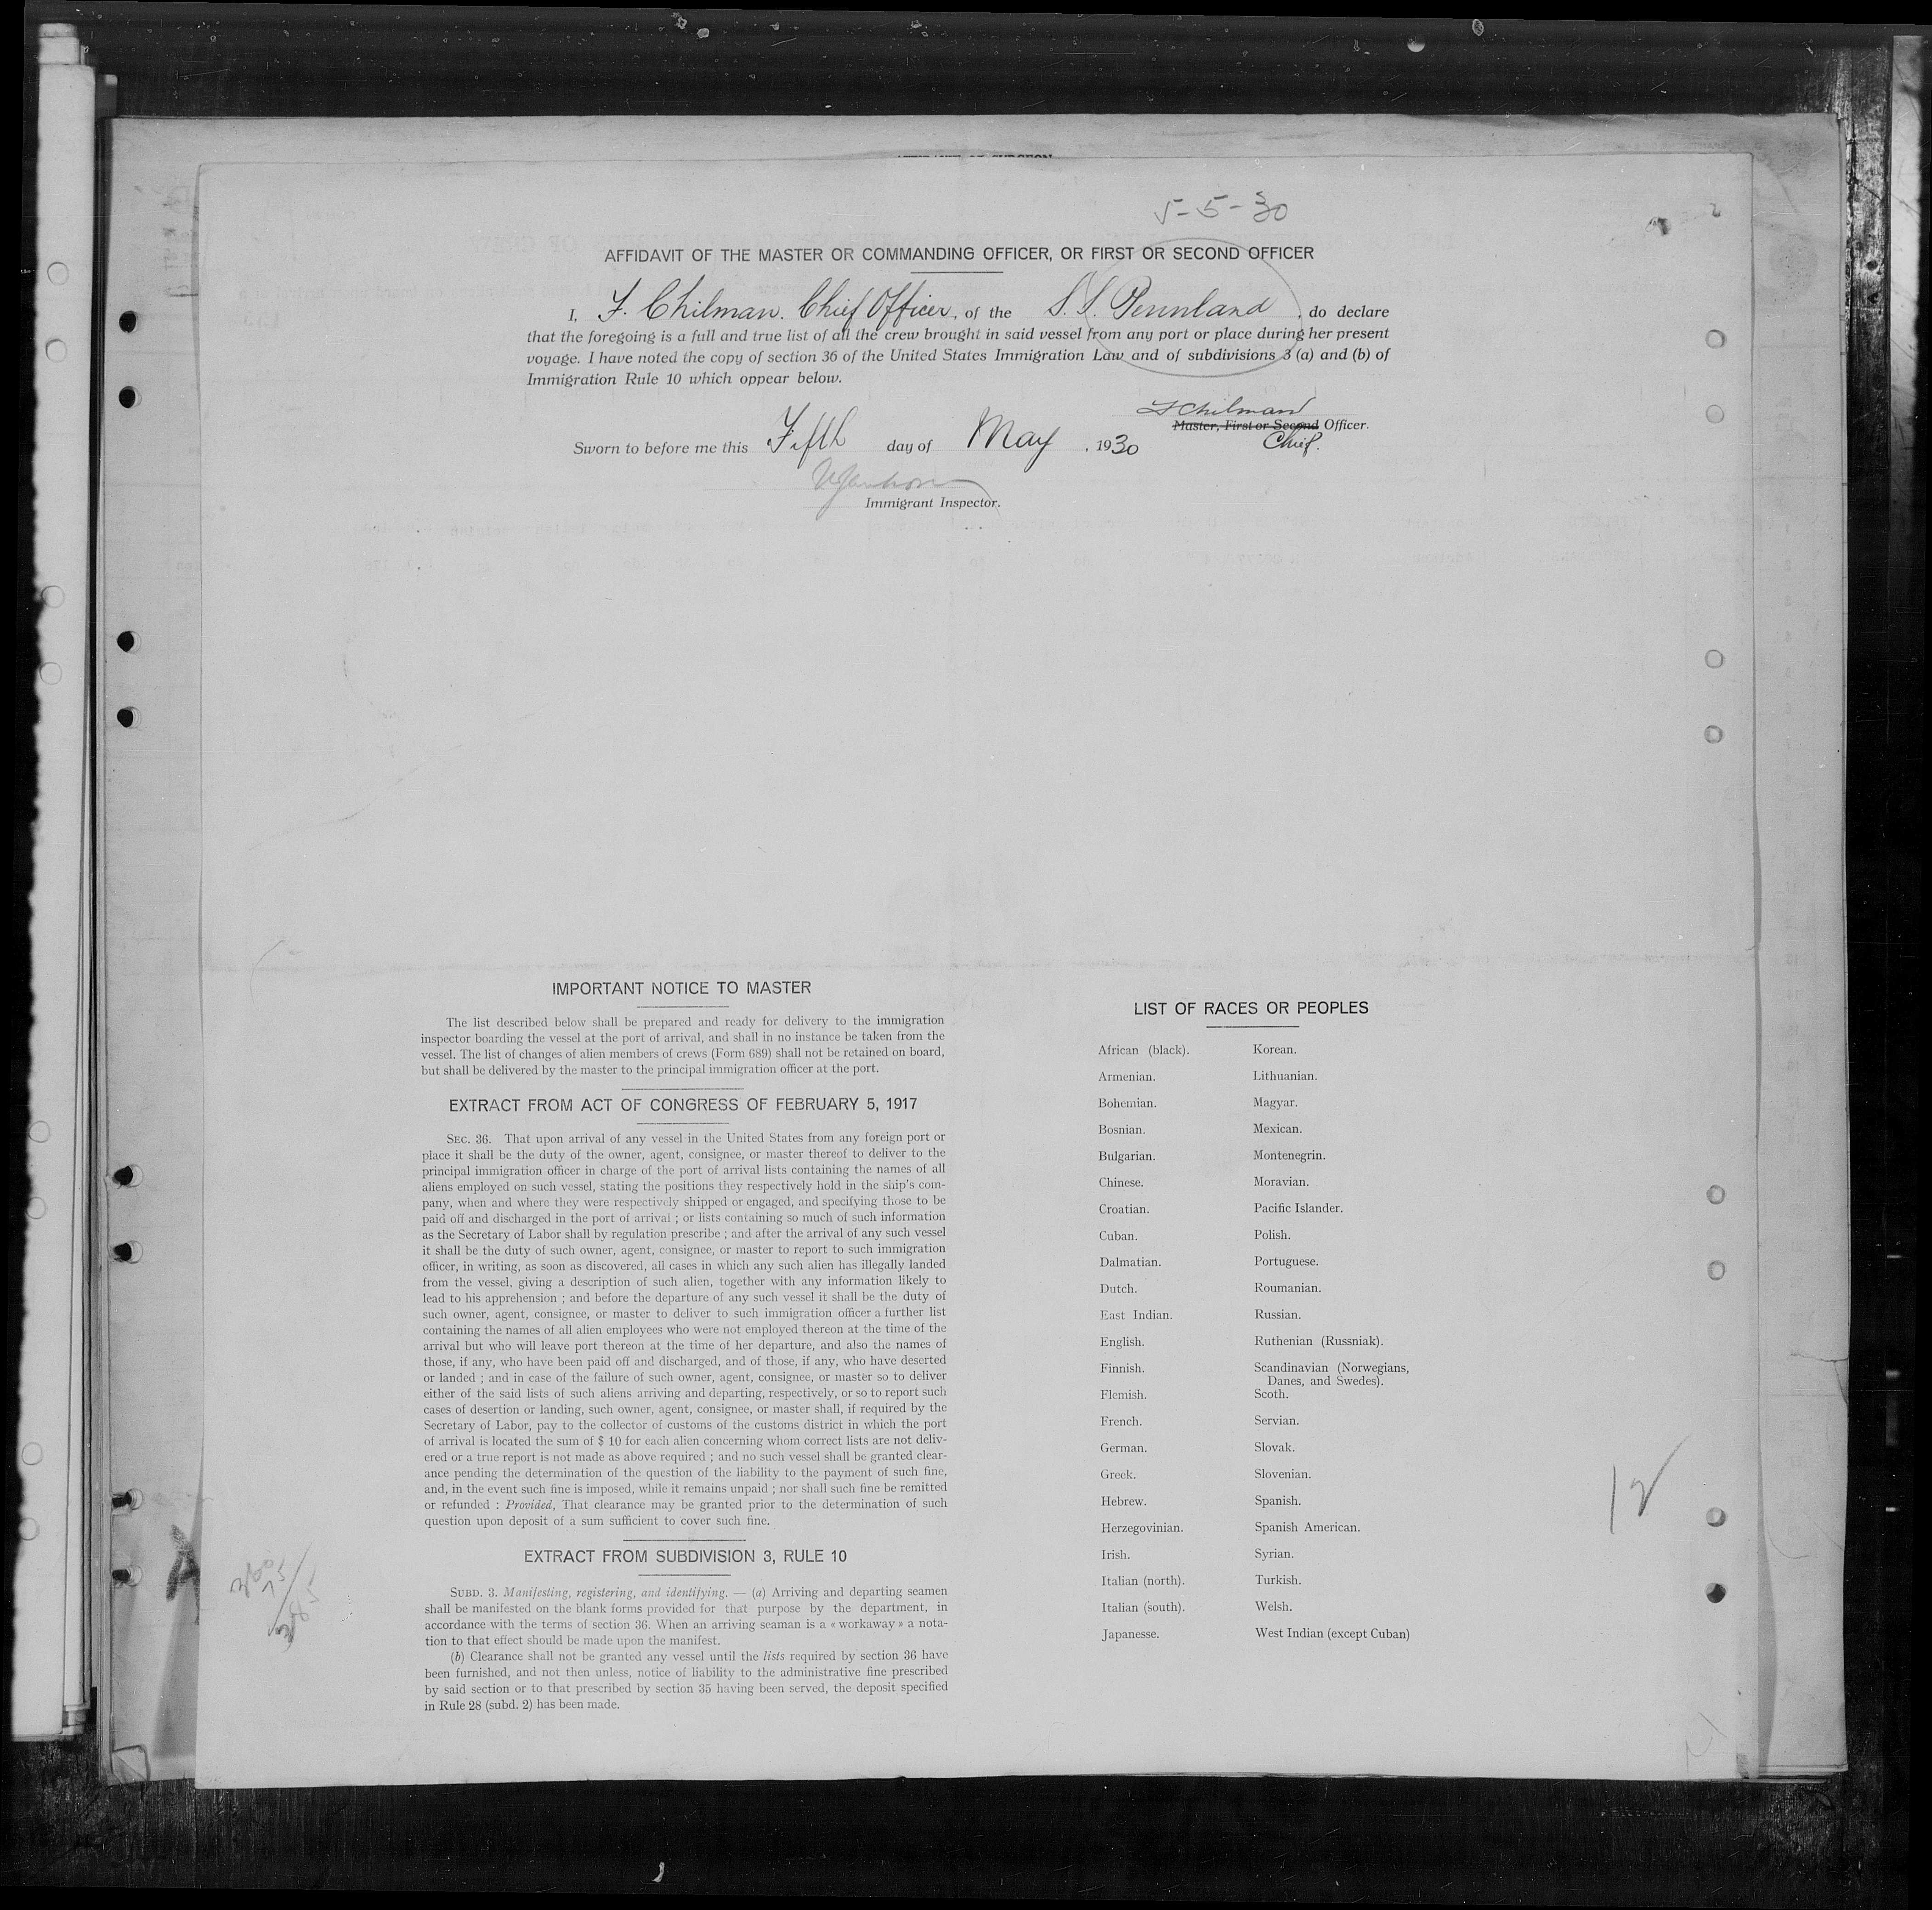 5-5-30
AFFIDAVIT OF THE MASTER OR COMMANDING OFFICER, OR FIRST OR SECOND OFFICER
I, F. Chilman. Chief Officer, of the S.S. Pennland, do declare
that the foregoing is a full and true list of all the crew brought in said vessel from any port or place during her present
voyage. I have noted the copy of section 36 of the United States Immigration Law and of subdivisions 3 (a) and (b) of
Immigration Rule 10 which oppear below.
F Chilman
Master, First or Second Officer.
Chief.
Sworn to before me this Fifth day of May, 1930
Immigrant Inspector.
IMPORTANT NOTICE TO MASTER
The list described below shall be prepared and ready for delivery to the immigration
inspector boarding the vessel at the port of arrival, and shall in no instance be taken from the
vessel. The list of changes of alien members of crews (Form 689) shall not be retained on board,
but shall be delivered by the master to the principal immigration officer at the port.
EXTRACT FROM ACT OF CONGRESS OF FEBRUARY 5, 1917
SEC. 36. That upon arrival of any vessel in the United States from any foreign port or
place it shall be the duty of the owner, agent, consignee, or master thereof to deliver to the
principal immigration officer in charge of the port of arrival lists containing the names of all
aliens employed on such vessel, stating the positions they respectively hold in the ship's com-
pany, when and where they were respectively shipped or engaged, and specifying those to be
paid off and discharged in the port of arrival ; or lists containing so much of such information
as the Secretary of Labor shall by regulation prescribe ; and after the arrival of any such vessel
it shall be the duty of such owner, agent, consignee, or master to report to such immigration
officer, in writing, as soon as discovered, all cases in which any such alien has illegally landed
from the vessel, giving a description of such alien, together with any information likely to
lead to his apprehension ; and before the departure of any such vessel it shall be the duty of
such owner, agent, consignee, or master to deliver to such immigration officer a further list
containing the names of all alien employees who were not employed thereon at the time of the
arrival but who will leave port thereon at the time of her departure, and also the names of
those, if any, who have been paid off and discharged, and of those, if any, who have deserted
or landed ; and in case of the failure of such owner, agent, consignee, or master so to deliver
either of the said lists of such aliens arriving and departing, respectively, or so to report such
cases of desertion or landing, such owner, agent, consignee, or master shall, if required by the
Secretary of Labor, pay to the collector of customs of the customs district in which the port
of arrival is located the sum of $ 10 for each alien concerning whom correct lists are not deliv-
ered or a true report is not made as above required ; and no such vessel shall be granted clear-
ance pending the determination of the question of the liability to the payment of such fine,
and, in the event such fine is imposed, while it remains unpaid ; nor shall such fine be remitted
or refunded : Provided, That clearance may be granted prior to the determination of such
question upon deposit of a sum sufficient to cover such fine.
EXTRACT FROM SUBDIVISION 3, RULE 10
SUBD. 3. Manifesting, registering, and identifying. — (a) Arriving and departing seamen
shall be manifested on the blank forms provided for that purpose by the department, in
accordance with the terms of section 36. When an arriving seaman is a « workaway » a nota-
tion to that effect should be made upon the manifest.
(b) Clearance shall not be granted any vessel until the lists required by section 36 have
been furnished, and not then unless, notice of liability to the administrative fine prescribed
by said section or to that prescribed by section 35 having been served, the deposit specified
in Rule 28 (subd. 2) has been made.
LIST OF RACES OR PEOPLES
African (black). Korean.
Armenian. Lithuanian.
Bohemian. Magyar.
Bosnian. Mexican.
Bulgarian. Montenegrin.
Chinese. Moravian.
Croatian. Pacific Islander.
Cuban. Polish.
Dalmatian. Portuguese.
Dutch. Roumanian.
East Indian. Russian.
English. Ruthenian (Russniak).
Finnish. Scandinavian (Norwegians,
Danes, and Swedes).
Flemish. Scoth.
French. Servian.
German. Slovak.
Greek. Slovenian.
Hebrew. Spanish.
Herzegovinian. Spanish American.
Irish. Syrian.
Italian (north). Turkish.
Italian (south). Welsh.
Japanesse. West Indian (except Cuban)
12